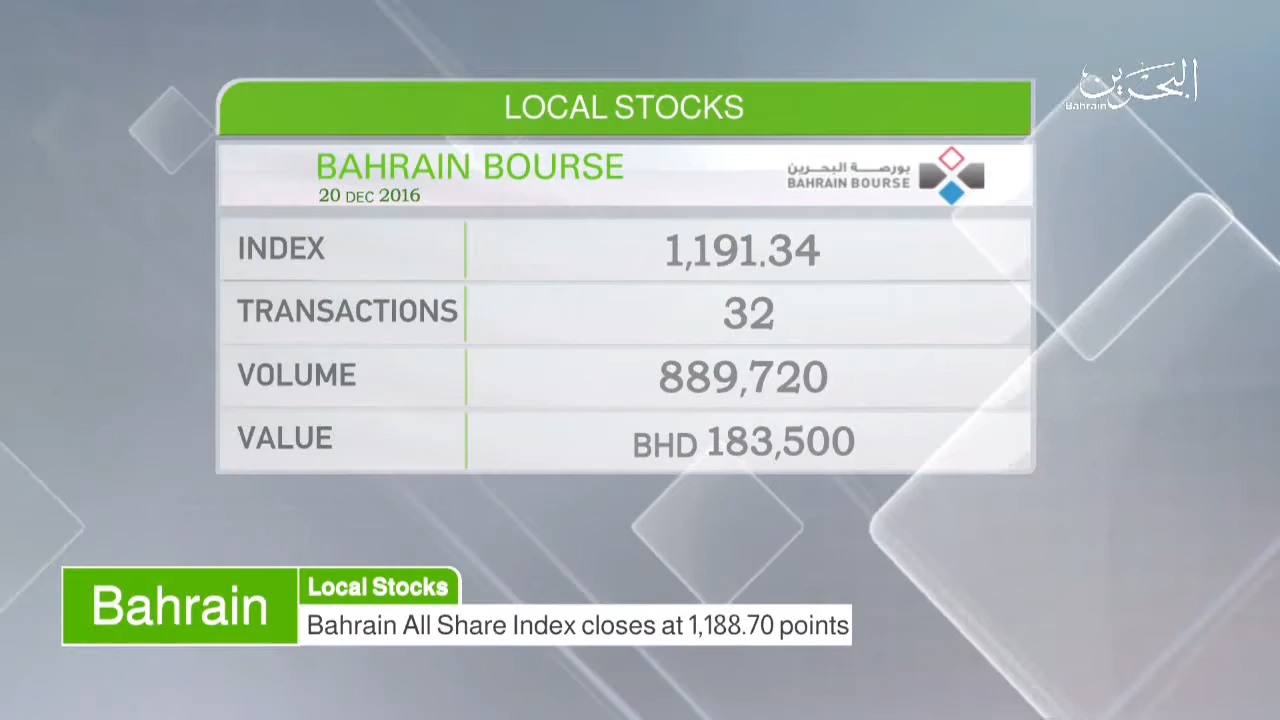 LOCAL STOCKS
البحرين
Bahrain
BAHRAIN BOURSE
20 DEC 2016
بورصة البحرين
BAHRAIN BOURSE
INDEX 1,191.34
TRANSACTIONS 32
VOLUME 889,720
VALUE BHD 183,500
Bahrain
Local Stocks
Bahrain All Share Index closes at 1,188.70 points